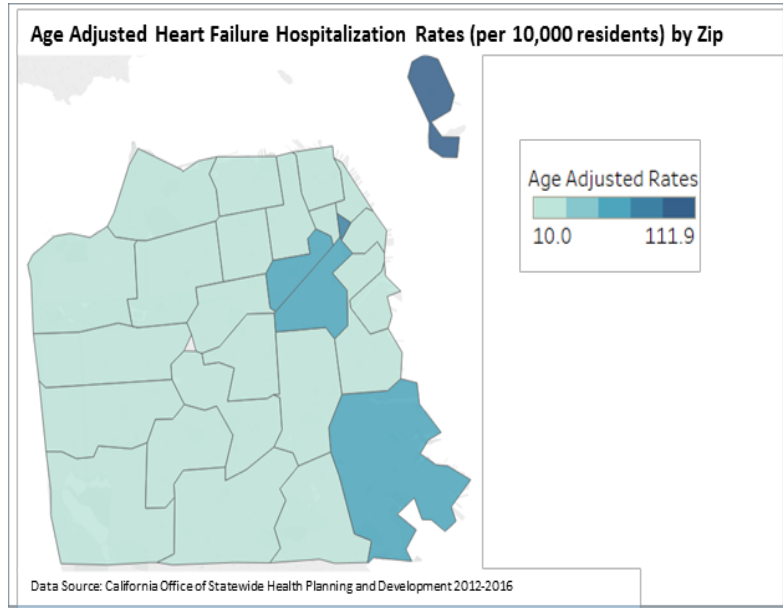 Age Adjusted Heart Failure Hospitalization Rates (per 10,000 residents) by Zip
Age Adjusted Rates
10.0 111.9
Data Source: California Office of Statewide Health Planning and Development 2012-2016